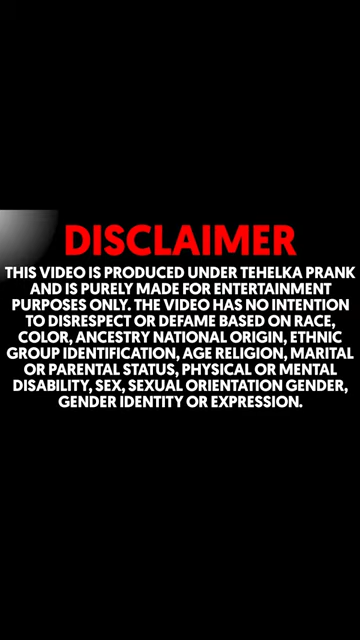 DISCLAIMER
THIS VIDEO IS PRODUCED UNDER TEHELKA PRANK
AND IS PURELY MADE FOR ENTERTAINMENT
PURPOSES ONLY. THE VIDEO HAS NO INTENTION
TO DISRESPECT OR DEFAME BASED ON RACE,
COLOR, ANCESTRY NATIONAL ORIGIN, ETHNIC
GROUP IDENTIFICATION, AGE RELIGION, MARITAL
OR PARENTAL STATUS, PHYSICAL OR MENTAL
DISABILITY, SEX, SEXUAL ORIENTATION GENDER,
GENDER IDENTITY OR EXPRESSION.